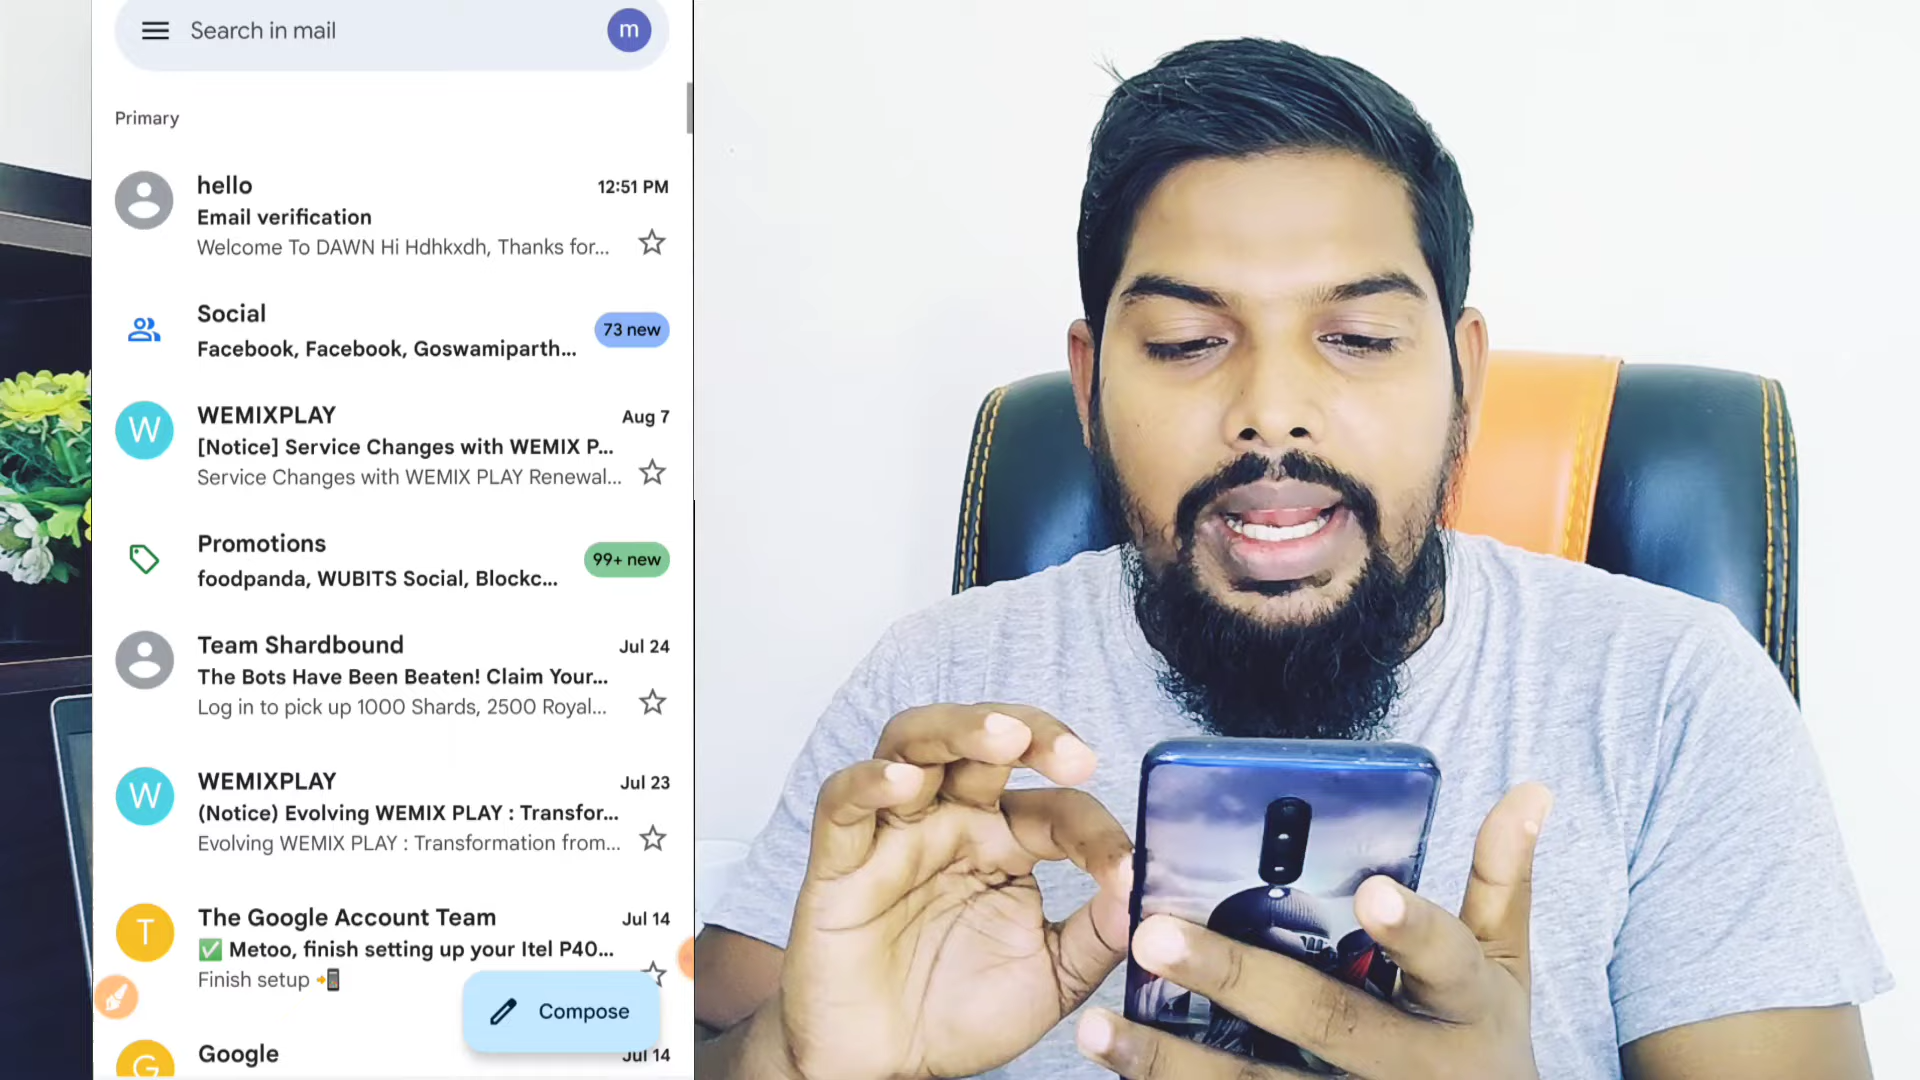 Search in mail
m
Primary
hello
12:51 PM
Email verification
Welcome To DAWN Hi Hdhkxdh, Thanks for...
Social
73 new
Facebook, Facebook, Goswamiparth...
W
WEMIXPLAY
Aug 7
[Notice] Service Changes with WEMIX P...
Service Changes with WEMIX PLAY Renewal...
Promotions
99+ new
foodpanda, WUBITS Social, Blockc...
Team Shardbound
Jul 24
The Bots Have Been Beaten! Claim Your...
Log in to pick up 1000 Shards, 2500 Royal...
W
WEMIXPLAY
Jul 23
(Notice) Evolving WEMIX PLAY : Transfor...
Evolving WEMIX PLAY : Transformation from...
T
The Google Account Team
Jul 14
✅ Metoo, finish setting up your Itel P40...
Finish setup 📲
Compose
G
Google
Jul 14